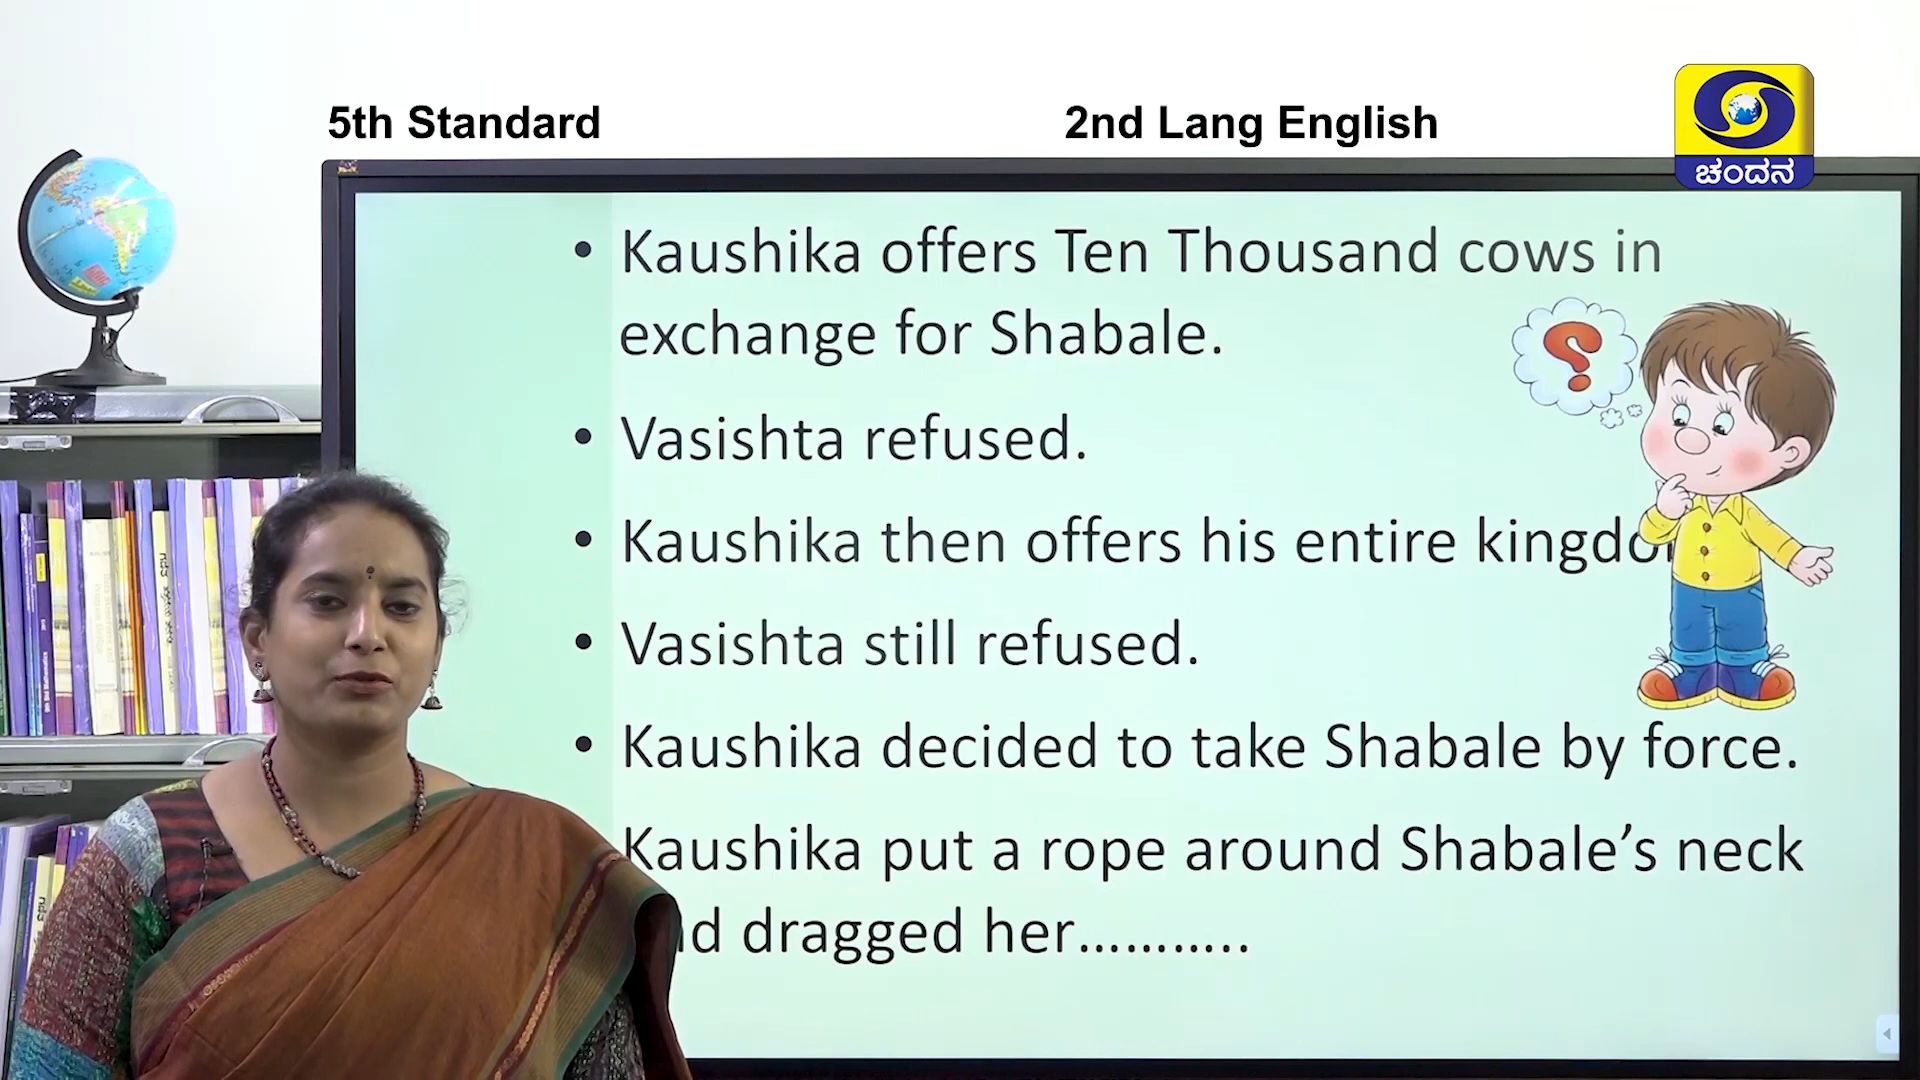 5th Standard
2nd Lang English
ಚಂದನ
• Kaushika offers Ten Thousand cows in
exchange for Shabale.
• Vasishta refused.
• Kaushika then offers his entire
• Vasishta still refused.
• Kaushika decided to take Shabale by force.
Kaushika put a rope around Shabale’s neck
dragged her………..